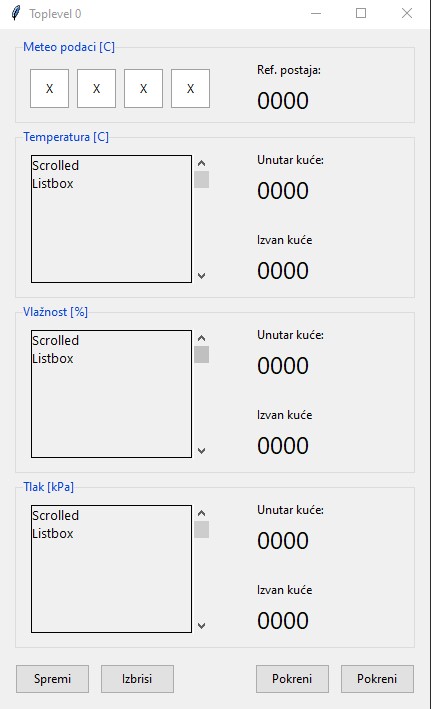 Toplevel 0
Meteo podaci [C]
X X X X
Ref. postaja:
0000
Temperatura [C]
Scrolled
Listbox
Unutar kuće:
0000
Izvan kuće
0000
Vlažnost [%]
Scrolled
Listbox
Unutar kuće:
0000
Izvan kuće
0000
Tlak [kPa]
Scrolled
Listbox
Unutar kuće:
0000
Izvan kuće
0000
Spremi Izbrisi Pokreni Pokreni